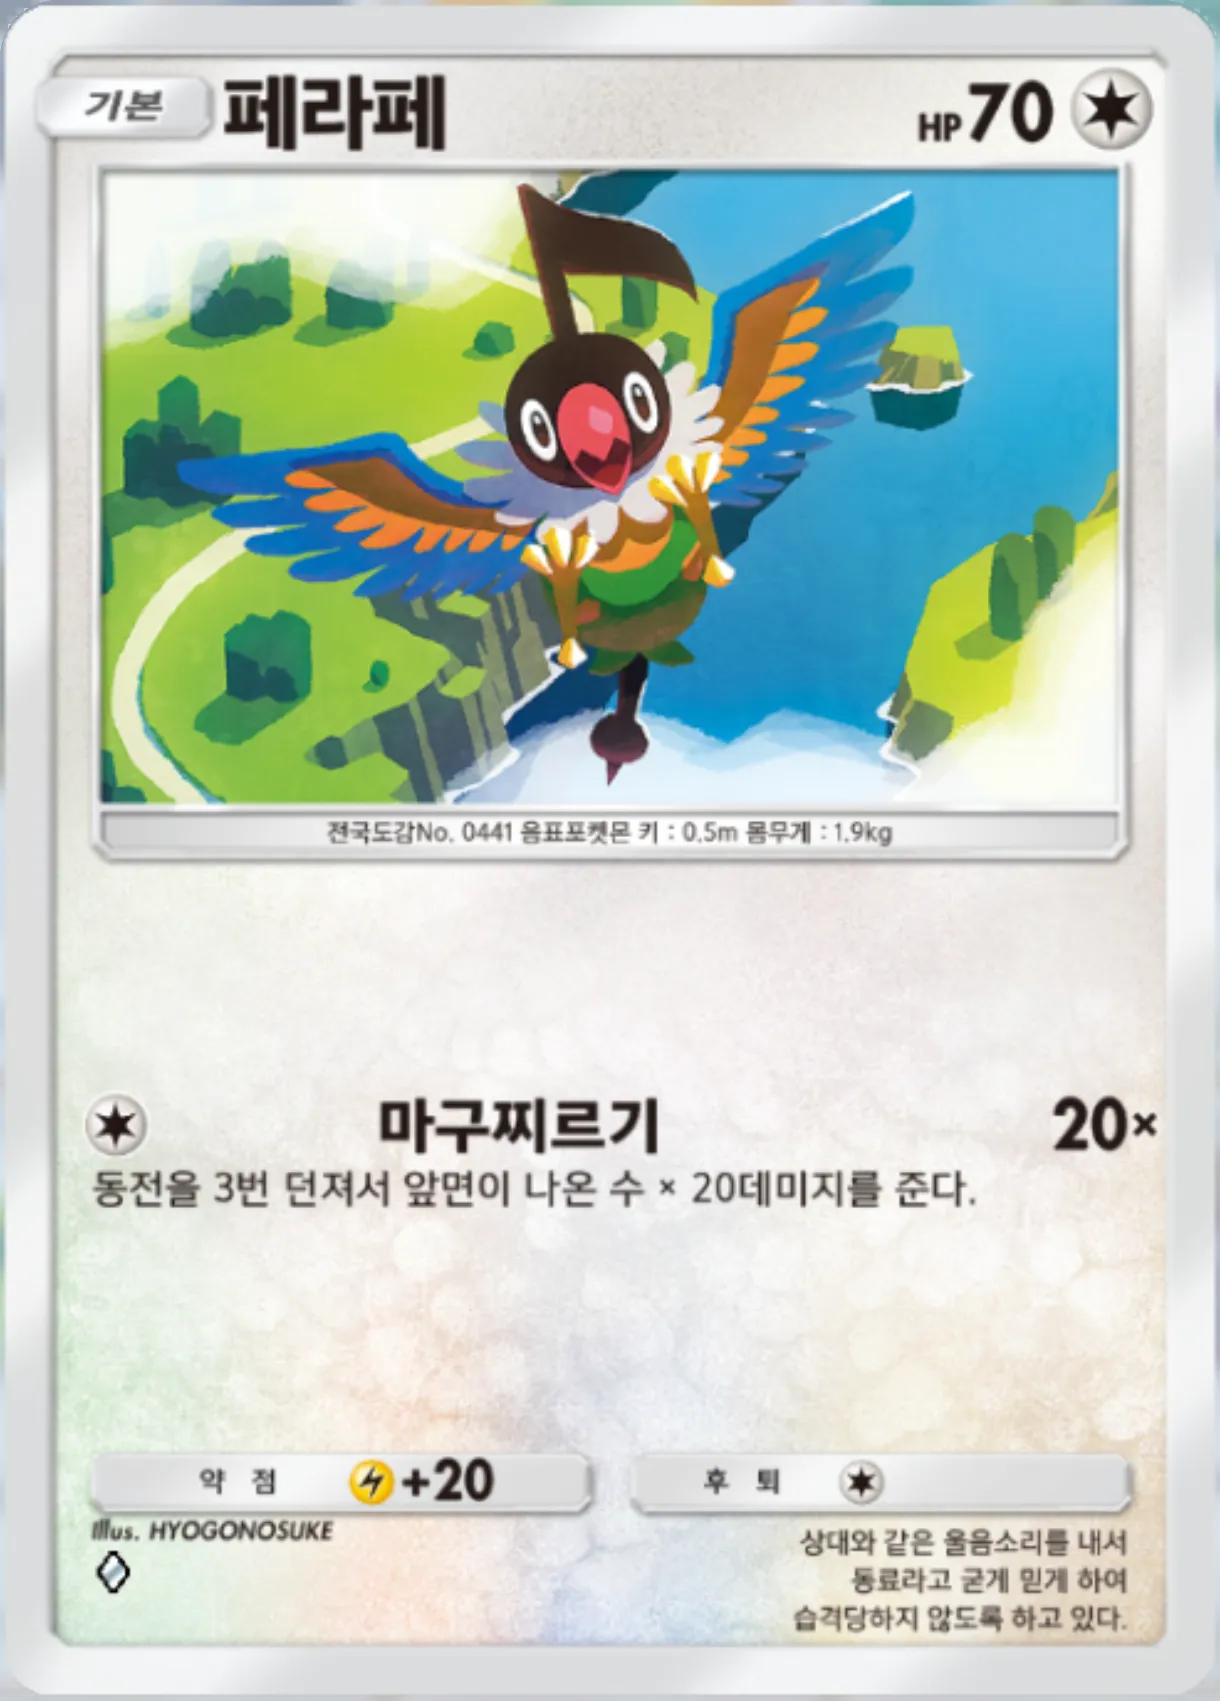 기본 페라페 HP 70
전국도감No. 0441 음표포켓몬 키 : 0.5m 몸무게 : 1.9kg
마구찌르기 20×
동전을 3번 던져서 앞면이 나온 수 × 20데미지를 준다.
약 점 +20 후 퇴
Illus. HYOGONOSUKE
상대와 같은 울음소리를 내서
동료라고 굳게 믿게 하여
습격당하지 않도록 하고 있다.